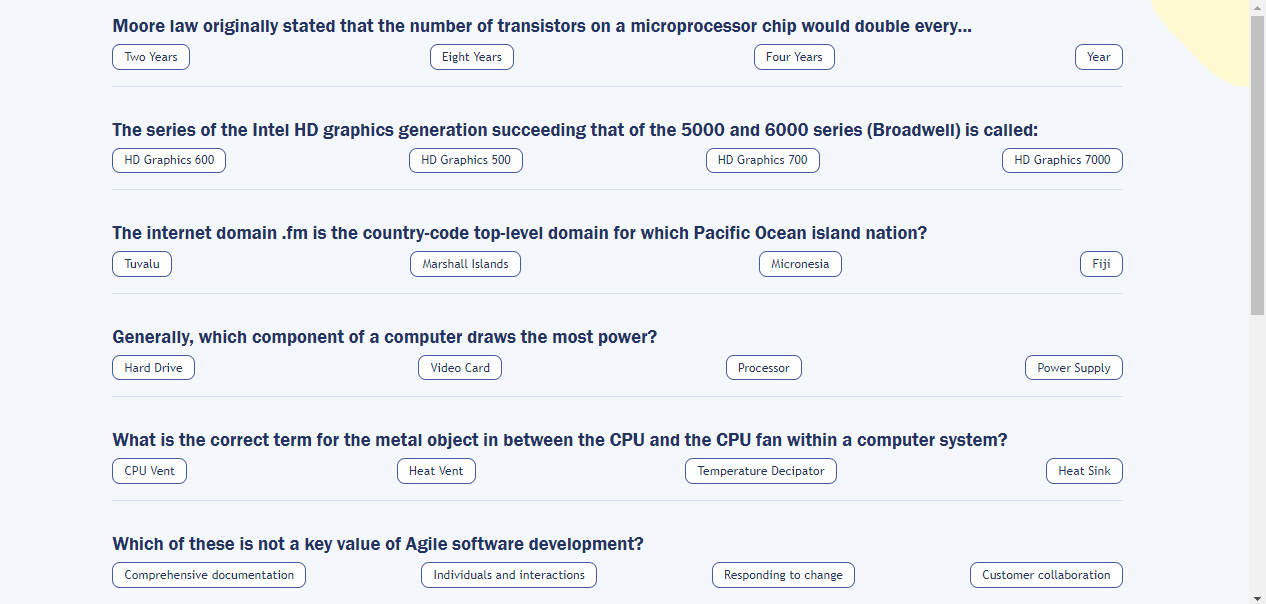 Moore law originally stated that the number of transistors on a microprocessor chip would double every...
Two Years Eight Years Four Years Year
The series of the Intel HD graphics generation succeeding that of the 5000 and 6000 series (Broadwell) is called:
HD Graphics 600 HD Graphics 500 HD Graphics 700 HD Graphics 7000
The internet domain .fm is the country-code top-level domain for which Pacific Ocean island nation?
Tuvalu Marshall Islands Micronesia Fiji
Generally, which component of a computer draws the most power?
Hard Drive Video Card Processor Power Supply
What is the correct term for the metal object in between the CPU and the CPU fan within a computer system?
CPU Vent Heat Vent Temperature Decipator Heat Sink
Which of these is not a key value of Agile software development?
Comprehensive documentation Individuals and interactions Responding to change Customer collaboration